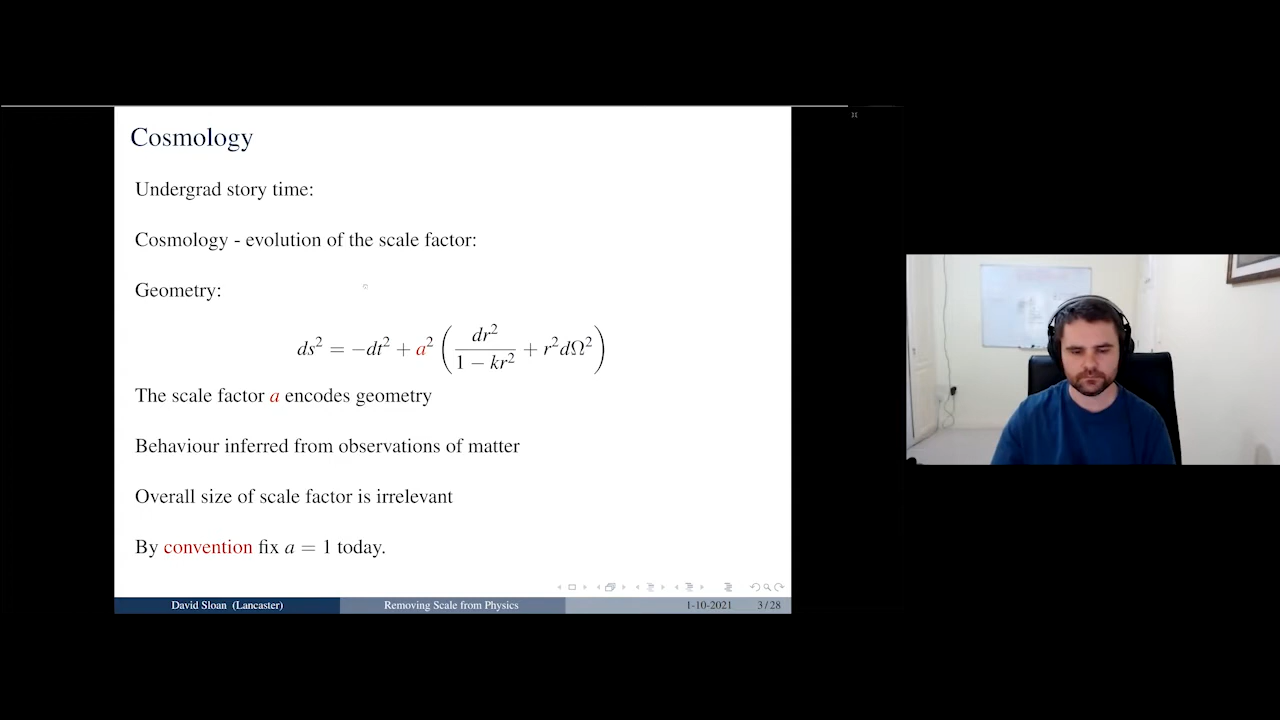 Cosmology
Undergrad story time:
Cosmology - evolution of the scale factor:
Geometry:
ds² = −dt² + a² ( dr² / (1 − kr²) + r²dΩ² )
The scale factor a encodes geometry
Behaviour inferred from observations of matter
Overall size of scale factor is irrelevant
By convention fix a = 1 today.
David Sloan (Lancaster) Removing Scale from Physics 1-10-2021 3 / 28